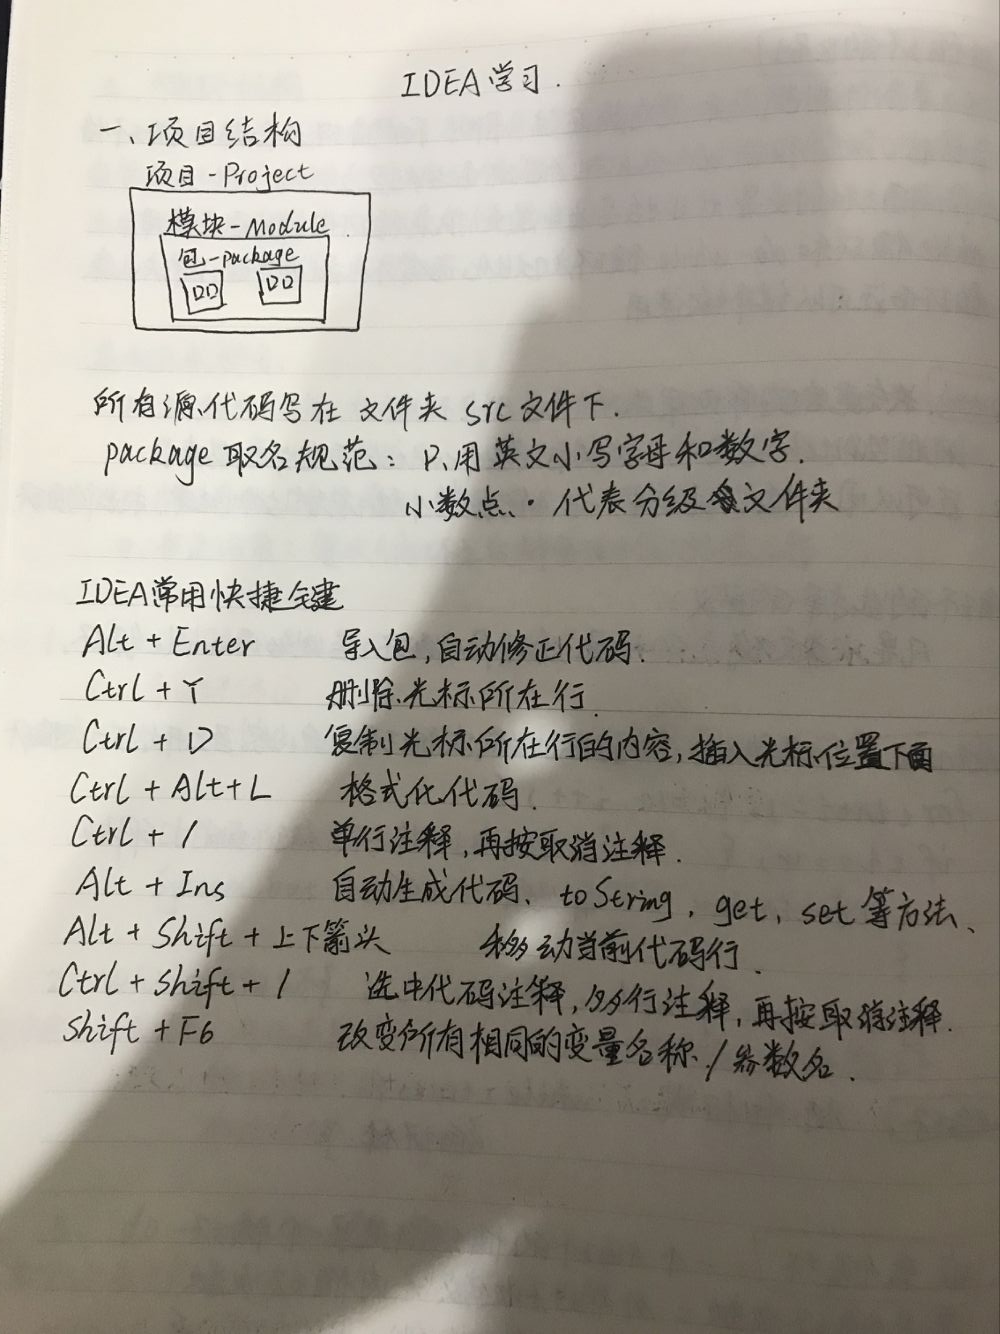 IDEA学习.
一、项目结构
项目-Project
模块-Module
包-package
所有源代码写在 文件夹 src 文件下.
package 取名规范: 只用英文小写字母和数字.
小数点 · 代表分级文件夹
IDEA常用快捷键
Alt + Enter 导入包,自动修正代码.
Ctrl + Y 删除光标所在行.
Ctrl + D 复制光标所在行的内容,插入光标位置下面
Ctrl + Alt+L 格式化代码.
Ctrl + / 单行注释,再按取消注释.
Alt + Ins 自动生成代码、toString, get, set 等方法、
Alt + Shift + 上下箭头 移动当前代码行.
Ctrl + Shift + / 选中代码注释,多行注释,再按取消注释.
Shift + F6 改变所有相同的变量名称/参数名.